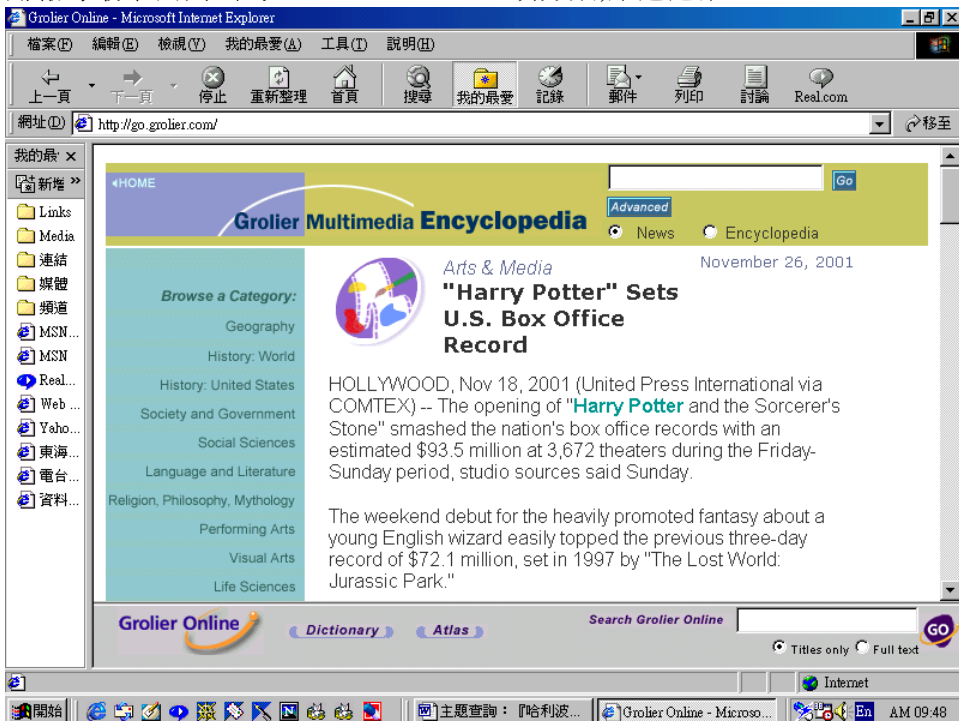 Grolier Online - Microsoft Internet Explorer
檔案(F) 編輯(E) 檢視(V) 我的最愛(A) 工具(T) 說明(H)
上一頁 下一頁 停止 重新整理 首頁 搜尋 我的最愛 記錄 郵件 列印 討論 Real.com
網址(D) http://go.grolier.com/ 移至
我的最
新增
Links
Media
連結
媒體
頻道
MSN...
MSN
Real...
Web ...
Yaho...
東海...
電台...
資料...
HOME
Grolier Multimedia Encyclopedia
Go
Advanced
News Encyclopedia
Browse a Category:
Geography
History: World
History: United States
Society and Government
Social Sciences
Language and Literature
Religion, Philosophy, Mythology
Performing Arts
Visual Arts
Life Sciences
Arts & Media
November 26, 2001
"Harry Potter" Sets
U.S. Box Office
Record
HOLLYWOOD, Nov 18, 2001 (United Press International via
COMTEX) -- The opening of "Harry Potter and the Sorcerer's
Stone" smashed the nation's box office records with an
estimated $93.5 million at 3,672 theaters during the Friday-
Sunday period, studio sources said Sunday.
The weekend debut for the heavily promoted fantasy about a
young English wizard easily topped the previous three-day
record of $72.1 million, set in 1997 by "The Lost World:
Jurassic Park."
Grolier Online
Dictionary
Atlas
Search Grolier Online
GO
Titles only Full text
Internet
開始
主題查詢：『哈利波...
Grolier Online - Microso...
En AM 09:48